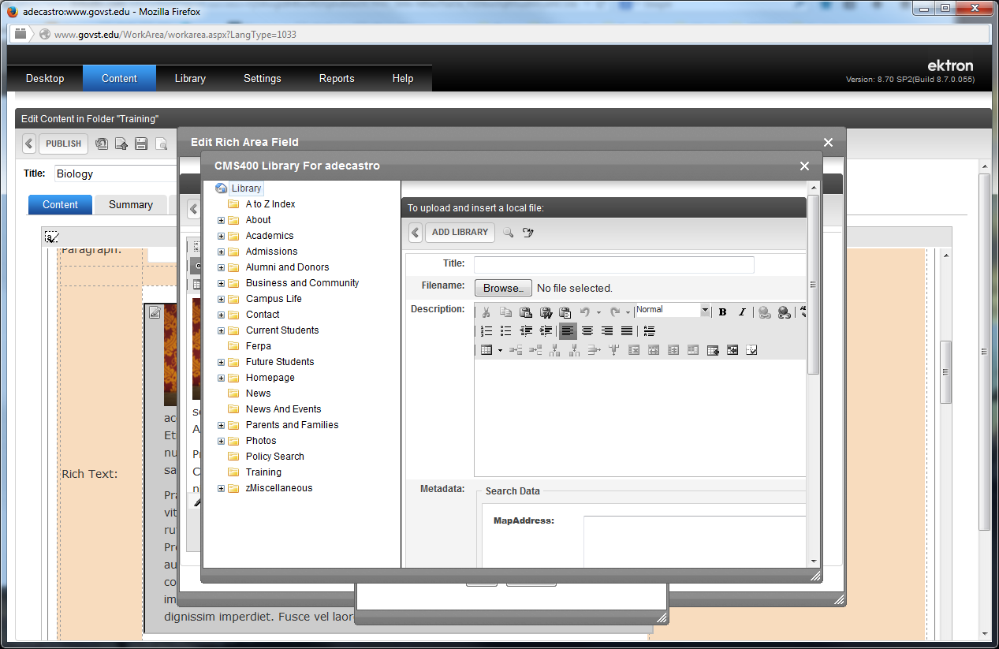 adecastro:www.govst.edu - Mozilla Firefox
www.govst.edu/WorkArea/workarea.aspx?LangType=1033
Desktop
Content
Library
Settings
Reports
Help
ektron
Version: 8.70 SP2(Build 8.7.0.055)
Edit Content in Folder "Training"
PUBLISH
Title:
Biology
Content
Summary
Paragraph:
Rich Text:
ac
Et
nu
sa
Pra
vit
ru
Pro
au
co
im
dignissim imperdiet. Fusce vel laor
Edit Rich Area Field
CMS400 Library For adecastro
Library
A to Z Index
About
Academics
Admissions
Alumni and Donors
Business and Community
Campus Life
Contact
Current Students
Ferpa
Future Students
Homepage
News
News And Events
Parents and Families
Photos
Policy Search
Training
zMiscellaneous
To upload and insert a local file:
ADD LIBRARY
Title:
Filename:
Browse...
No file selected.
Description:
Normal
B
I
Metadata:
Search Data
MapAddress: